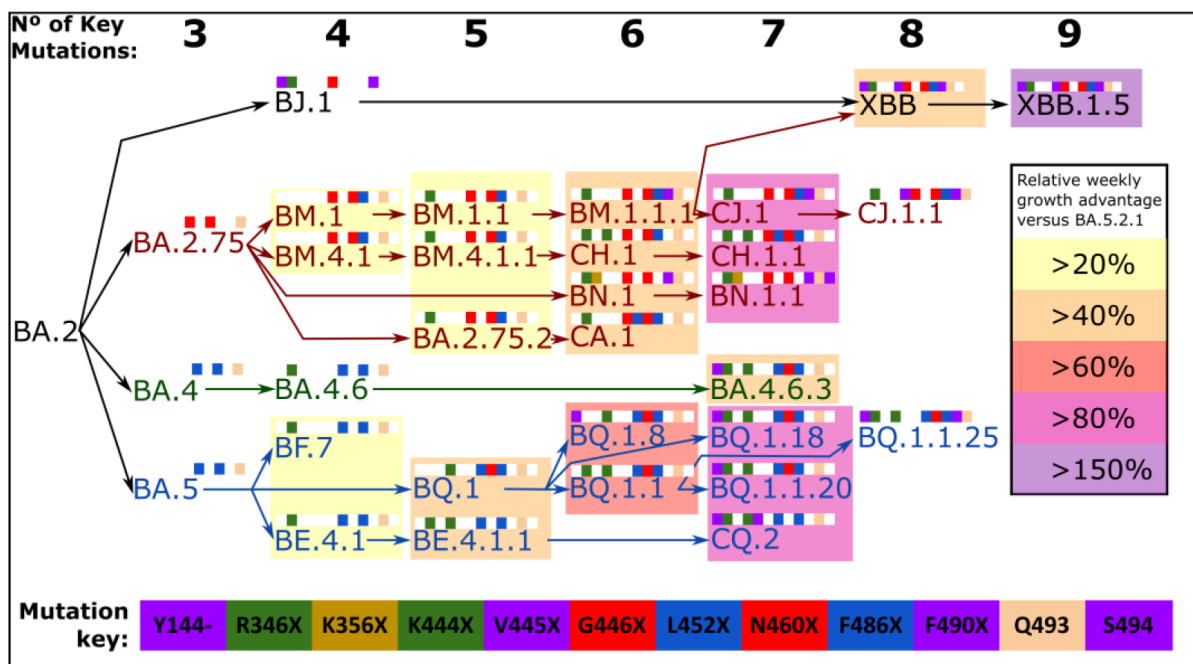 Nº of Key Mutations: 3 4 5 6 7 8 9
BJ.1 XBB XBB.1.5
BM.1 BM.1.1 BM.1.1.1 CJ.1 CJ.1.1
BA.2.75 BM.4.1 BM.4.1.1 CH.1 CH.1.1
BN.1 BN.1.1
BA.2 BA.2.75.2 CA.1
BA.4 BA.4.6 BA.4.6.3
BF.7 BQ.1.8 BQ.1.18 BQ.1.1.25
BA.5 BQ.1 BQ.1.1 BQ.1.1.20
BE.4.1 BE.4.1.1 CQ.2
Relative weekly
growth advantage
versus BA.5.2.1
>20%
>40%
>60%
>80%
>150%
Mutation key: Y144- R346X K356X K444X V445X G446X L452X N460X F486X F490X Q493 S494